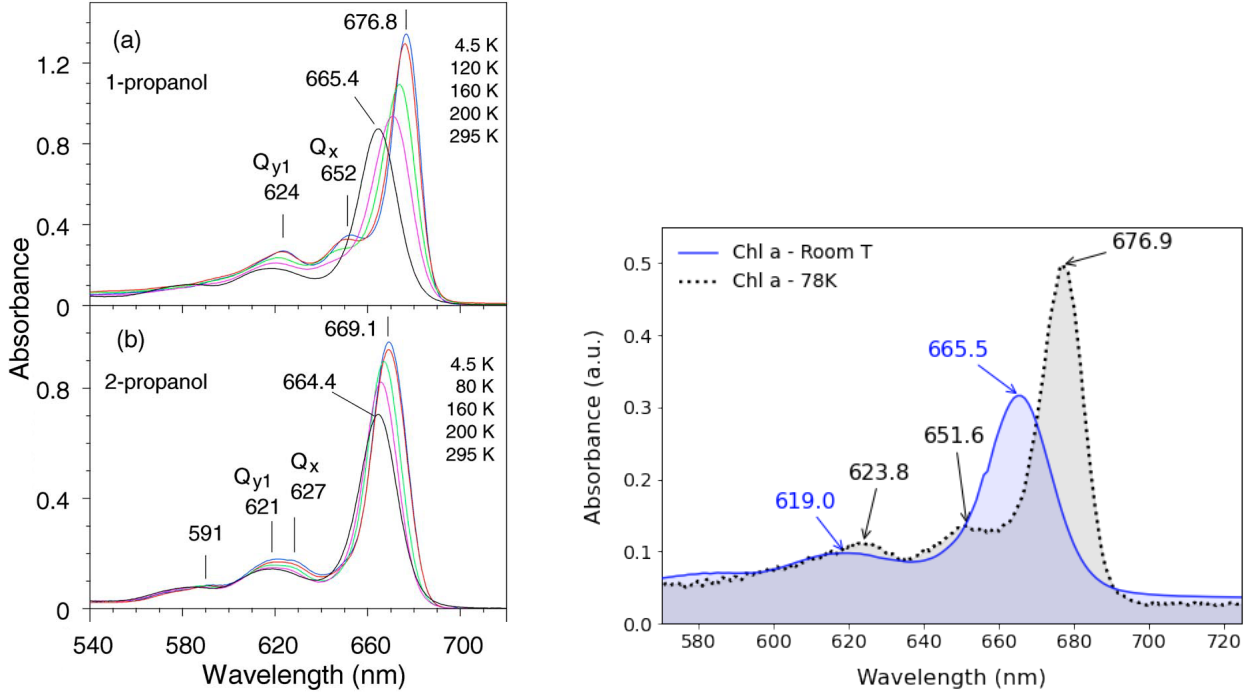 (a)
1-propanol
676.8
665.4
4.5 K
120 K
160 K
200 K
295 K
Qy1
624
Qx
652
1.2
0.8
0.4
0
Absorbance
(b)
2-propanol
669.1
664.4
4.5 K
80 K
160 K
200 K
295 K
Qy1
621
Qx
627
591
0.8
0.4
0
540 580 620 660 700
Wavelength (nm)
Chl a - Room T
Chl a - 78K
676.9
665.5
651.6
623.8
619.0
0.5
0.4
0.3
0.2
0.1
0.0
Absorbance (a.u.)
580 600 620 640 660 680 700 720
Wavelength (nm)